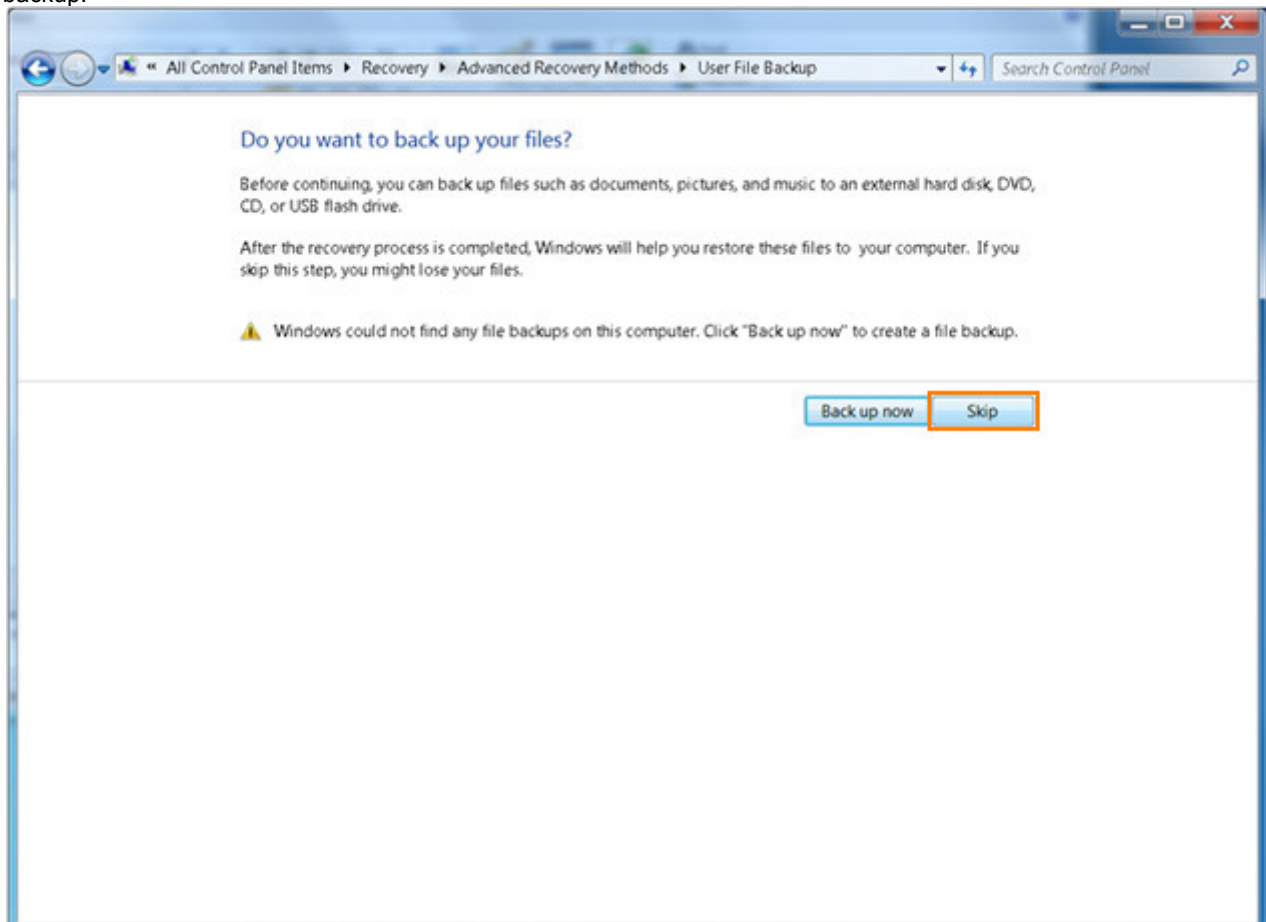 backup.
« All Control Panel Items ▸ Recovery ▸ Advanced Recovery Methods ▸ User File Backup
Search Control Panel
Do you want to back up your files?
Before continuing, you can back up files such as documents, pictures, and music to an external hard disk, DVD,
CD, or USB flash drive.
After the recovery process is completed, Windows will help you restore these files to your computer. If you
skip this step, you might lose your files.
Windows could not find any file backups on this computer. Click "Back up now" to create a file backup.
Back up now
Skip